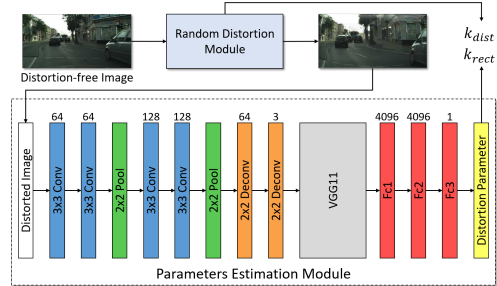 Random Distortion
Module
k_dist
k_rect
Distortion-free Image
64
64
128
128
64
3
4096
4096
1
Distorted Image
3x3 Conv
3x3 Conv
2x2 Pool
3x3 Conv
3x3 Conv
2x2 Pool
2x2 Deconv
2x2 Deconv
VGG11
Fc1
Fc2
Fc3
Distortion Parameter
Parameters Estimation Module